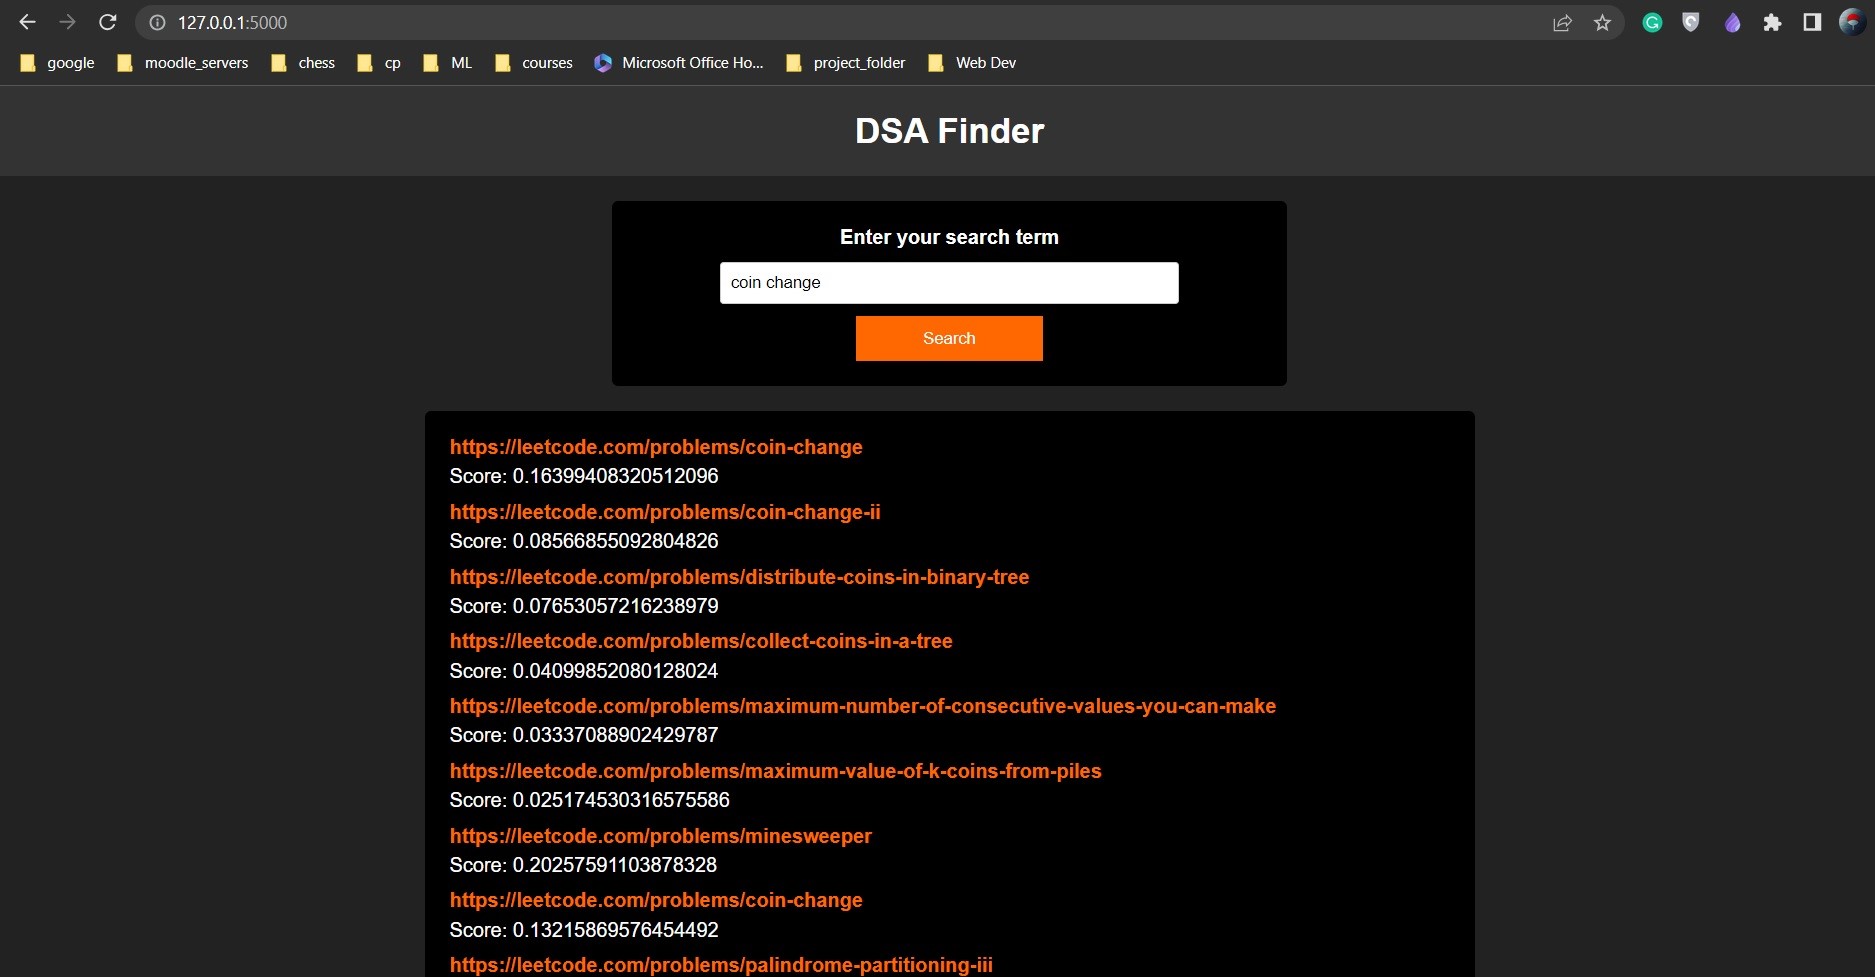 127.0.0.1:5000
google moodle_servers chess cp ML courses Microsoft Office Ho... project_folder Web Dev
DSA Finder
Enter your search term
coin change
Search
https://leetcode.com/problems/coin-change
Score: 0.16399408320512096
https://leetcode.com/problems/coin-change-ii
Score: 0.08566855092804826
https://leetcode.com/problems/distribute-coins-in-binary-tree
Score: 0.07653057216238979
https://leetcode.com/problems/collect-coins-in-a-tree
Score: 0.04099852080128024
https://leetcode.com/problems/maximum-number-of-consecutive-values-you-can-make
Score: 0.03337088902429787
https://leetcode.com/problems/maximum-value-of-k-coins-from-piles
Score: 0.025174530316575586
https://leetcode.com/problems/minesweeper
Score: 0.20257591103878328
https://leetcode.com/problems/coin-change
Score: 0.13215869576454492
https://leetcode.com/problems/palindrome-partitioning-iii